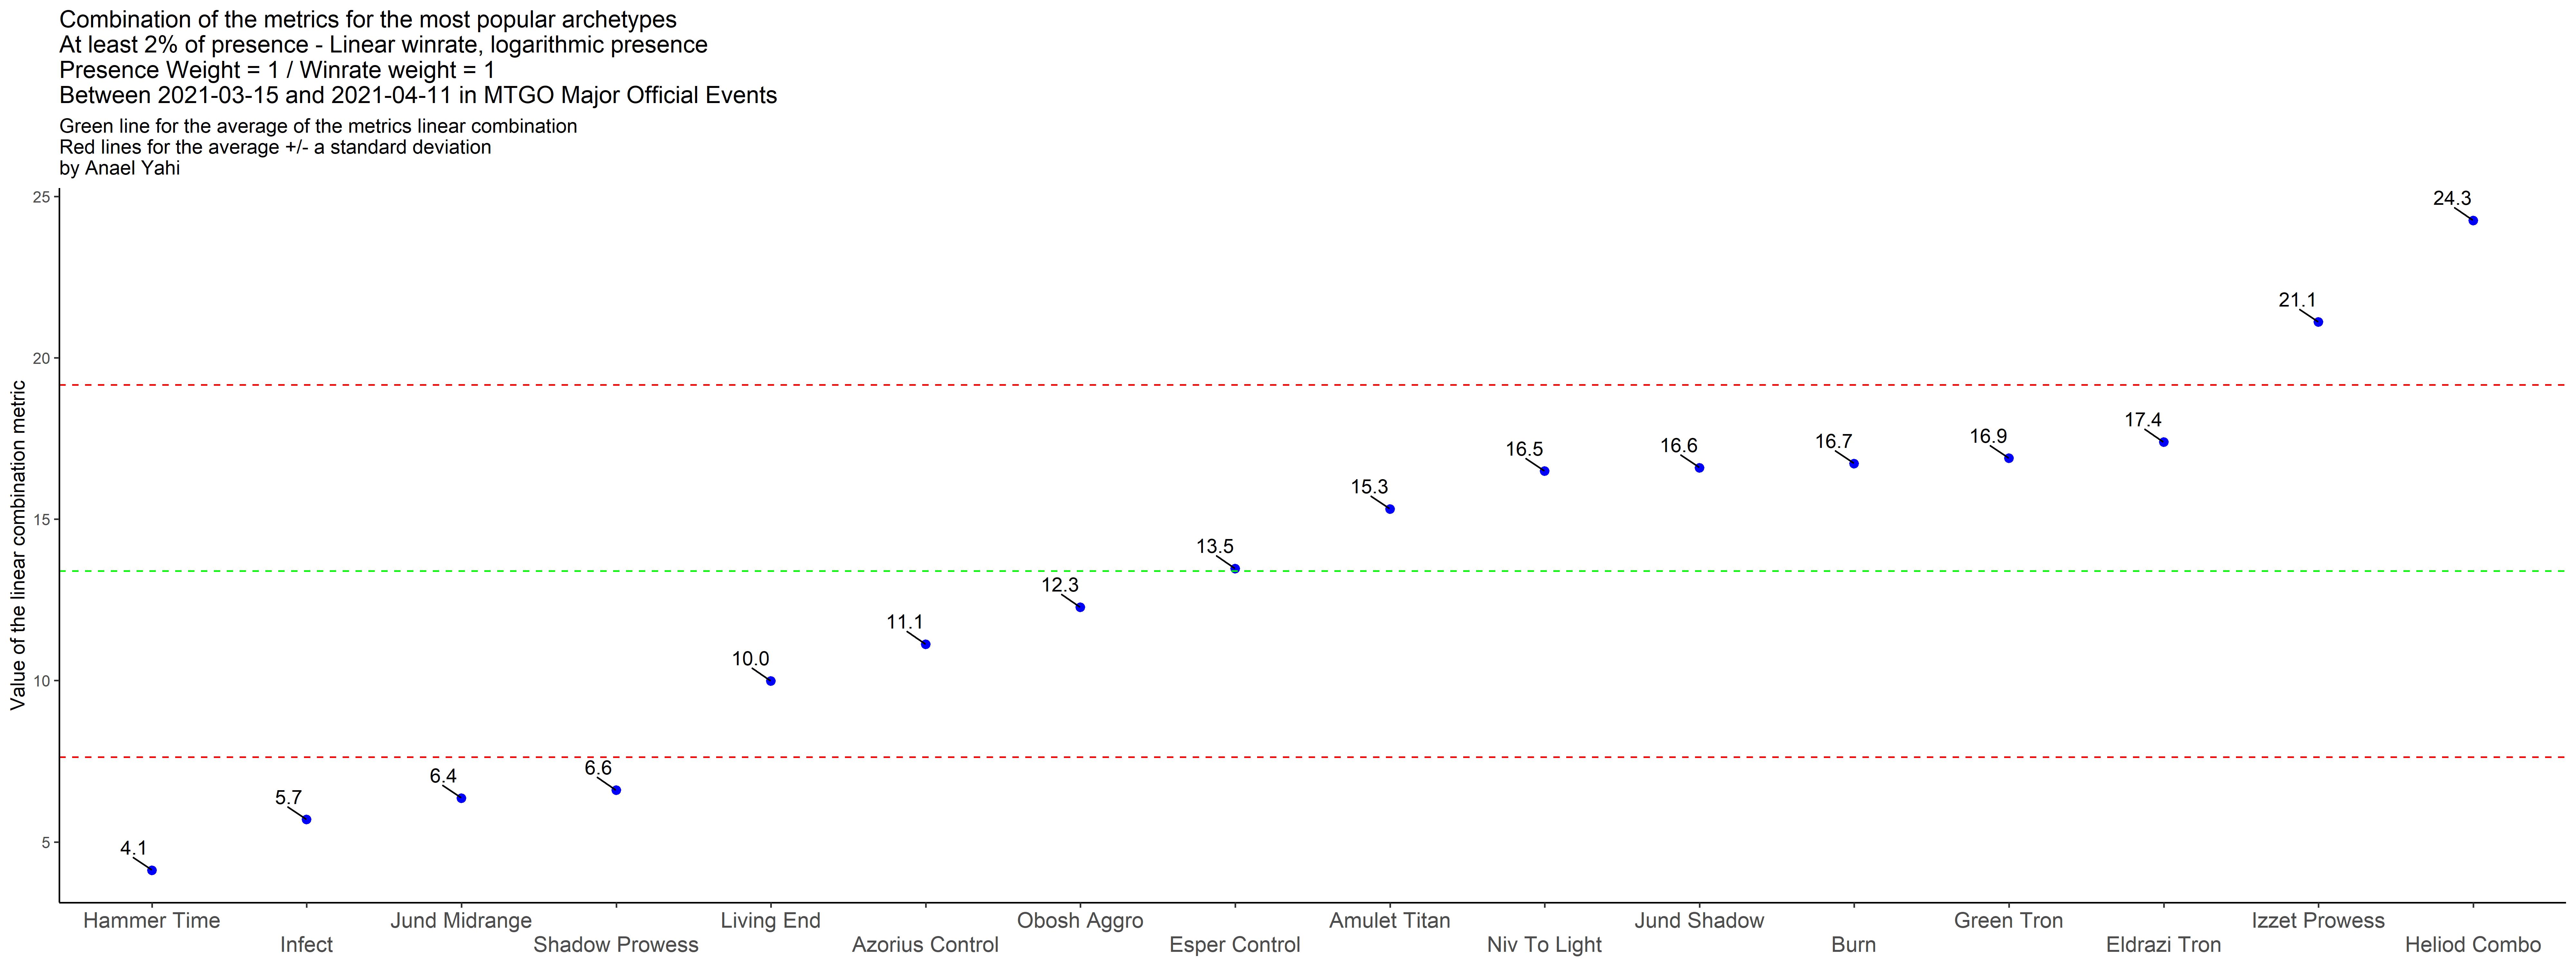 Combination of the metrics for the most popular archetypes
At least 2% of presence - Linear winrate, logarithmic presence
Presence Weight = 1 / Winrate weight = 1
Between 2021-03-15 and 2021-04-11 in MTGO Major Official Events
Green line for the average of the metrics linear combination
Red lines for the average +/- a standard deviation
by Anael Yahi
Value of the linear combination metric
25
20
15
10
5
4.1
5.7
6.4
6.6
10.0
11.1
12.3
13.5
15.3
16.5
16.6
16.7
16.9
17.4
21.1
24.3
Hammer Time
Infect
Jund Midrange
Shadow Prowess
Living End
Azorius Control
Obosh Aggro
Esper Control
Amulet Titan
Niv To Light
Jund Shadow
Burn
Green Tron
Eldrazi Tron
Izzet Prowess
Heliod Combo